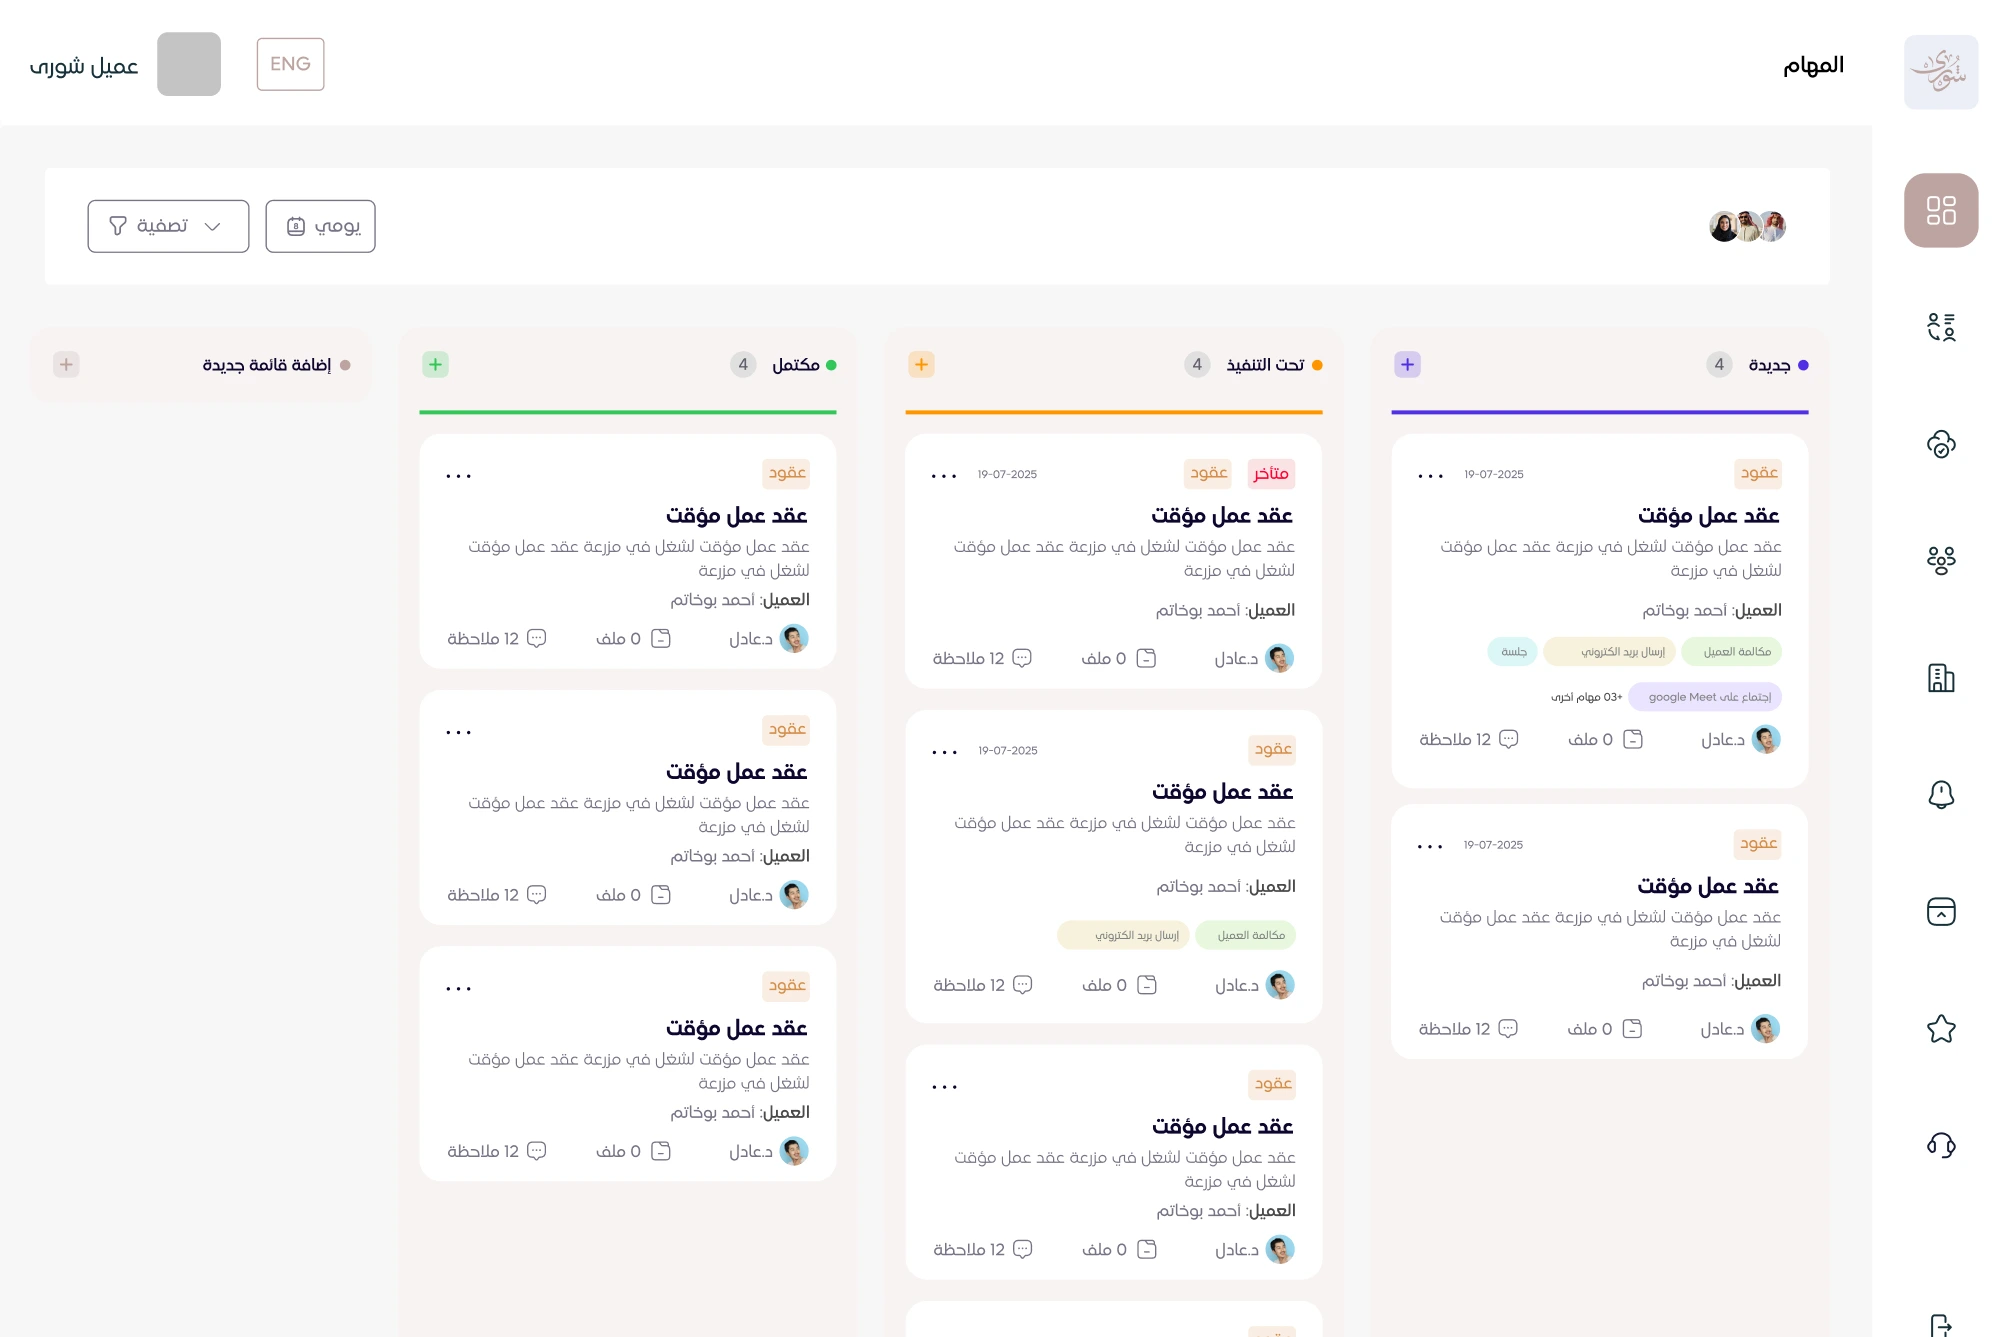 شورى
المهام
ENG
عميل شورى
يومي
8
تصفية
جديدة 4 +
عقود 19-07-2025 ...
عقد عمل مؤقت
عقد عمل مؤقت لشغل في مزرعة عقد عمل مؤقت
لشغل في مزرعة
العميل: أحمد بوخاتم
مكالمة العميل إرسال بريد الكتروني جلسة
إجتماع على google Meet +03 مهام اخرى
د.عادل 0 ملف 12 ملاحظة
عقود 19-07-2025 ...
عقد عمل مؤقت
عقد عمل مؤقت لشغل في مزرعة عقد عمل مؤقت
لشغل في مزرعة
العميل: أحمد بوخاتم
د.عادل 0 ملف 12 ملاحظة
تحت التنفيذ 4 +
متأخر عقود 19-07-2025 ...
عقد عمل مؤقت
عقد عمل مؤقت لشغل في مزرعة عقد عمل مؤقت
لشغل في مزرعة
العميل: أحمد بوخاتم
د.عادل 0 ملف 12 ملاحظة
عقود 19-07-2025 ...
عقد عمل مؤقت
عقد عمل مؤقت لشغل في مزرعة عقد عمل مؤقت
لشغل في مزرعة
العميل: أحمد بوخاتم
مكالمة العميل إرسال بريد الكتروني
د.عادل 0 ملف 12 ملاحظة
عقود ...
عقد عمل مؤقت
عقد عمل مؤقت لشغل في مزرعة عقد عمل مؤقت
لشغل في مزرعة
العميل: أحمد بوخاتم
د.عادل 0 ملف 12 ملاحظة
عقود
مكتمل 4 +
عقود ...
عقد عمل مؤقت
عقد عمل مؤقت لشغل في مزرعة عقد عمل مؤقت
لشغل في مزرعة
العميل: أحمد بوخاتم
د.عادل 0 ملف 12 ملاحظة
عقود ...
عقد عمل مؤقت
عقد عمل مؤقت لشغل في مزرعة عقد عمل مؤقت
لشغل في مزرعة
العميل: أحمد بوخاتم
د.عادل 0 ملف 12 ملاحظة
عقود ...
عقد عمل مؤقت
عقد عمل مؤقت لشغل في مزرعة عقد عمل مؤقت
لشغل في مزرعة
العميل: أحمد بوخاتم
د.عادل 0 ملف 12 ملاحظة
إضافة قائمة جديدة +